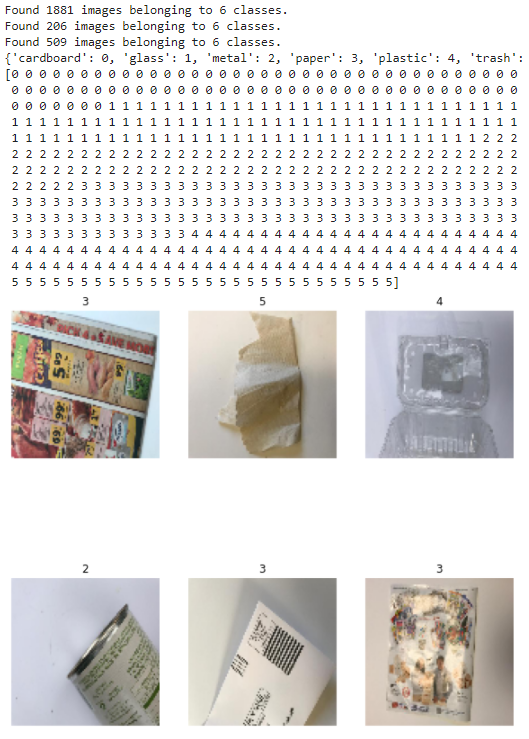 Found 1881 images belonging to 6 classes.
Found 206 images belonging to 6 classes.
Found 509 images belonging to 6 classes.
{'cardboard': 0, 'glass': 1, 'metal': 2, 'paper': 3, 'plastic': 4, 'trash':
[0 0 0 0 0 0 0 0 0 0 0 0 0 0 0 0 0 0 0 0 0 0 0 0 0 0 0 0 0 0 0 0 0 0 0 0 0
0 0 0 0 0 0 0 0 0 0 0 0 0 0 0 0 0 0 0 0 0 0 0 0 0 0 0 0 0 0 0 0 0 0 0 0 0
0 0 0 0 0 0 0 1 1 1 1 1 1 1 1 1 1 1 1 1 1 1 1 1 1 1 1 1 1 1 1 1 1 1 1 1 1
1 1 1 1 1 1 1 1 1 1 1 1 1 1 1 1 1 1 1 1 1 1 1 1 1 1 1 1 1 1 1 1 1 1 1 1 1
1 1 1 1 1 1 1 1 1 1 1 1 1 1 1 1 1 1 1 1 1 1 1 1 1 1 1 1 1 1 1 1 1 1 2 2 2
2 2 2 2 2 2 2 2 2 2 2 2 2 2 2 2 2 2 2 2 2 2 2 2 2 2 2 2 2 2 2 2 2 2 2 2 2
2 2 2 2 2 2 2 2 2 2 2 2 2 2 2 2 2 2 2 2 2 2 2 2 2 2 2 2 2 2 2 2 2 2 2 2 2
2 2 2 2 2 3 3 3 3 3 3 3 3 3 3 3 3 3 3 3 3 3 3 3 3 3 3 3 3 3 3 3 3 3 3 3 3
3 3 3 3 3 3 3 3 3 3 3 3 3 3 3 3 3 3 3 3 3 3 3 3 3 3 3 3 3 3 3 3 3 3 3 3 3
3 3 3 3 3 3 3 3 3 3 3 3 3 3 3 3 3 3 3 3 3 3 3 3 3 3 3 3 3 3 3 3 3 3 3 3 3
3 3 3 3 3 3 3 3 3 3 3 3 3 4 4 4 4 4 4 4 4 4 4 4 4 4 4 4 4 4 4 4 4 4 4 4 4
4 4 4 4 4 4 4 4 4 4 4 4 4 4 4 4 4 4 4 4 4 4 4 4 4 4 4 4 4 4 4 4 4 4 4 4 4
4 4 4 4 4 4 4 4 4 4 4 4 4 4 4 4 4 4 4 4 4 4 4 4 4 4 4 4 4 4 4 4 4 4 4 4 4
5 5 5 5 5 5 5 5 5 5 5 5 5 5 5 5 5 5 5 5 5 5 5 5 5 5 5 5]
3 5 4
2 3 3